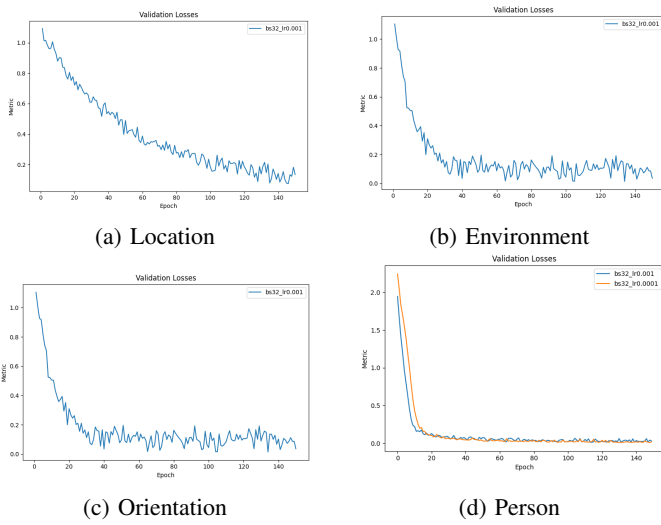 Validation Losses
bs32_lr0.001
1.0
0.8
0.6
0.4
0.2
Metric
0 20 40 60 80 100 120 140
Epoch
(a) Location
Validation Losses
bs32_lr0.001
1.0
0.8
0.6
0.4
0.2
0.0
Metric
0 20 40 60 80 100 120 140
Epoch
(b) Environment
Validation Losses
bs32_lr0.001
1.0
0.8
0.6
0.4
0.2
0.0
Metric
0 20 40 60 80 100 120 140
Epoch
(c) Orientation
Validation Losses
bs32_lr0.001
bs32_lr0.0001
2.0
1.5
1.0
0.5
0.0
Metric
0 20 40 60 80 100 120 140
Epoch
(d) Person